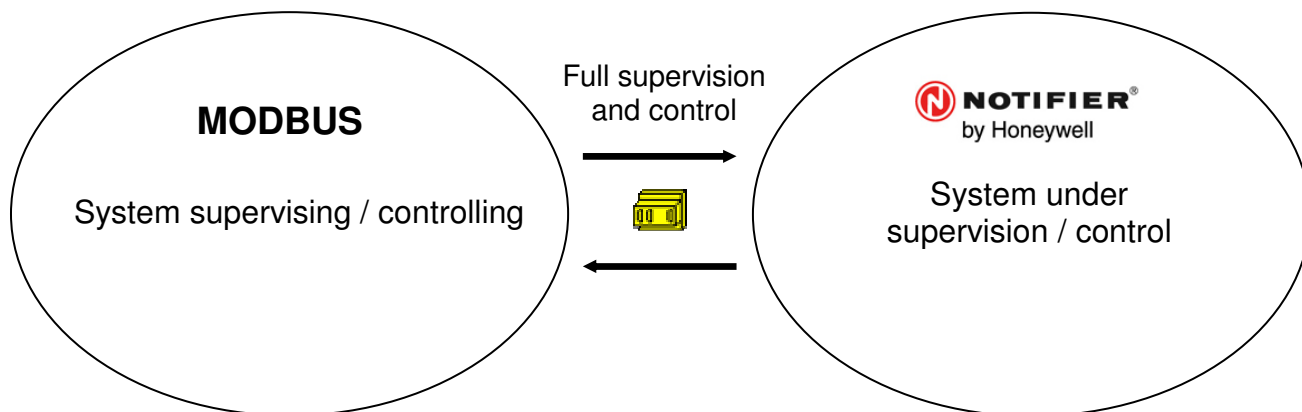 MODBUS
System supervising / controlling
Full supervision
and control
N NOTIFIER®
by Honeywell
System under
supervision / control